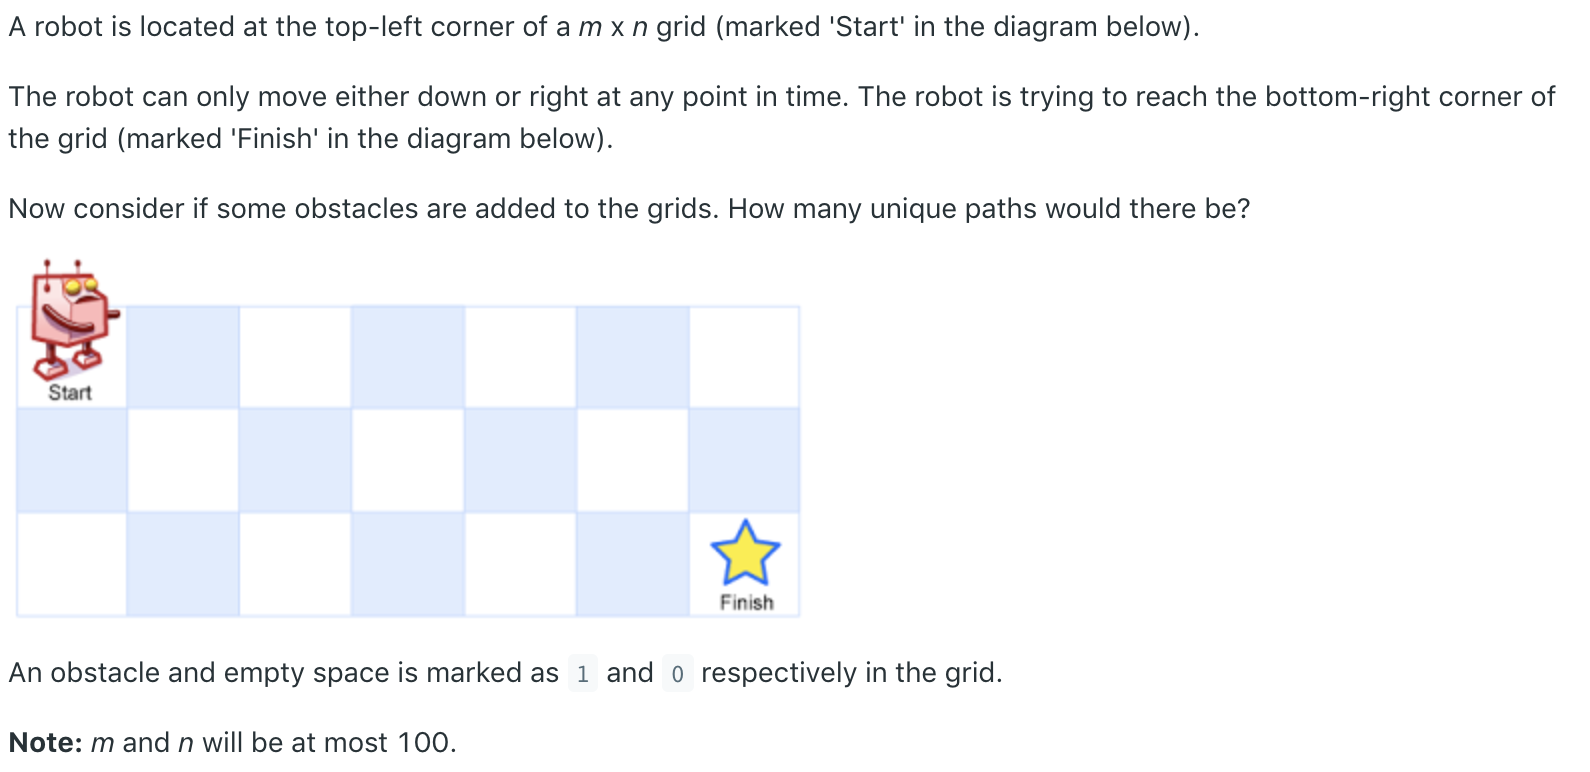 A robot is located at the top-left corner of a m x n grid (marked 'Start' in the diagram below).
The robot can only move either down or right at any point in time. The robot is trying to reach the bottom-right corner of
the grid (marked 'Finish' in the diagram below).
Now consider if some obstacles are added to the grids. How many unique paths would there be?
Start
Finish
An obstacle and empty space is marked as 1 and 0 respectively in the grid.
Note: m and n will be at most 100.